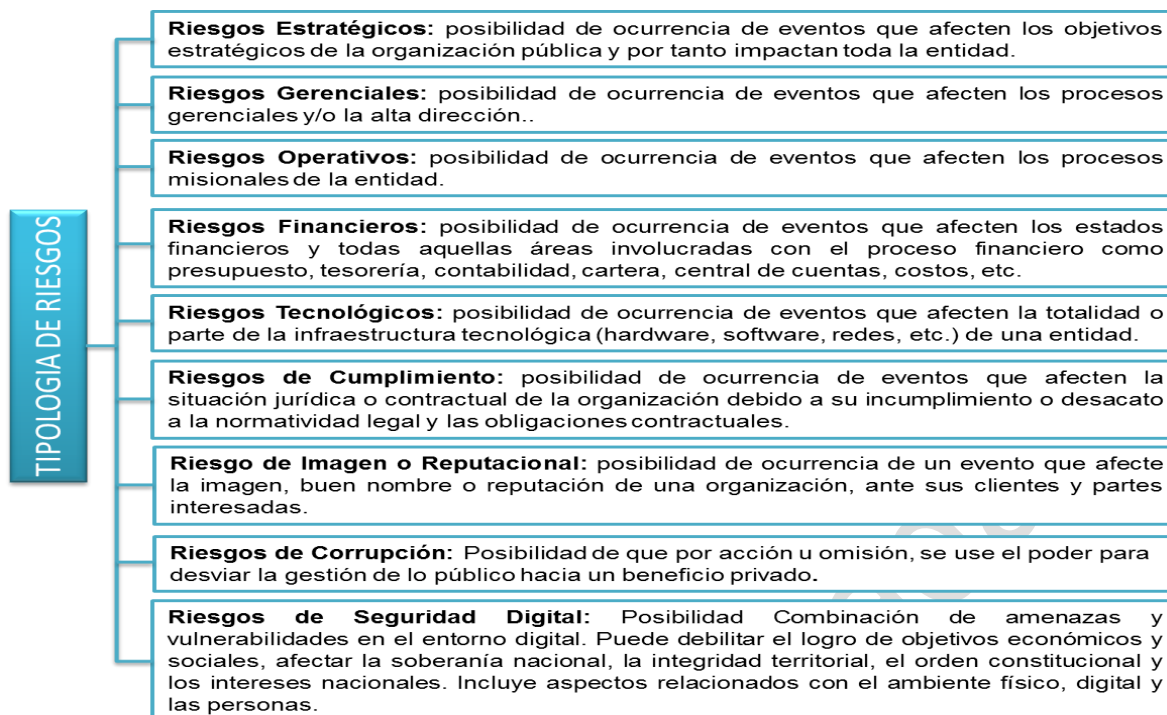 TIPOLOGIA DE RIESGOS
Riesgos Estratégicos: posibilidad de ocurrencia de eventos que afecten los objetivos
estratégicos de la organización pública y por tanto impactan toda la entidad.
Riesgos Gerenciales: posibilidad de ocurrencia de eventos que afecten los procesos
gerenciales y/o la alta dirección..
Riesgos Operativos: posibilidad de ocurrencia de eventos que afecten los procesos
misionales de la entidad.
Riesgos Financieros: posibilidad de ocurrencia de eventos que afecten los estados
financieros y todas aquellas áreas involucradas con el proceso financiero como
presupuesto, tesorería, contabilidad, cartera, central de cuentas, costos, etc.
Riesgos Tecnológicos: posibilidad de ocurrencia de eventos que afecten la totalidad o
parte de la infraestructura tecnológica (hardware, software, redes, etc.) de una entidad.
Riesgos de Cumplimiento: posibilidad de ocurrencia de eventos que afecten la
situación jurídica o contractual de la organización debido a su incumplimiento o desacato
a la normatividad legal y las obligaciones contractuales.
Riesgo de Imagen o Reputacional: posibilidad de ocurrencia de un evento que afecte
la imagen, buen nombre o reputación de una organización, ante sus clientes y partes
interesadas.
Riesgos de Corrupción: Posibilidad de que por acción u omisión, se use el poder para
desviar la gestión de lo público hacia un beneficio privado.
Riesgos de Seguridad Digital: Posibilidad Combinación de amenazas y
vulnerabilidades en el entorno digital. Puede debilitar el logro de objetivos económicos y
sociales, afectar la soberanía nacional, la integridad territorial, el orden constitucional y
los intereses nacionales. Incluye aspectos relacionados con el ambiente físico, digital y
las personas.